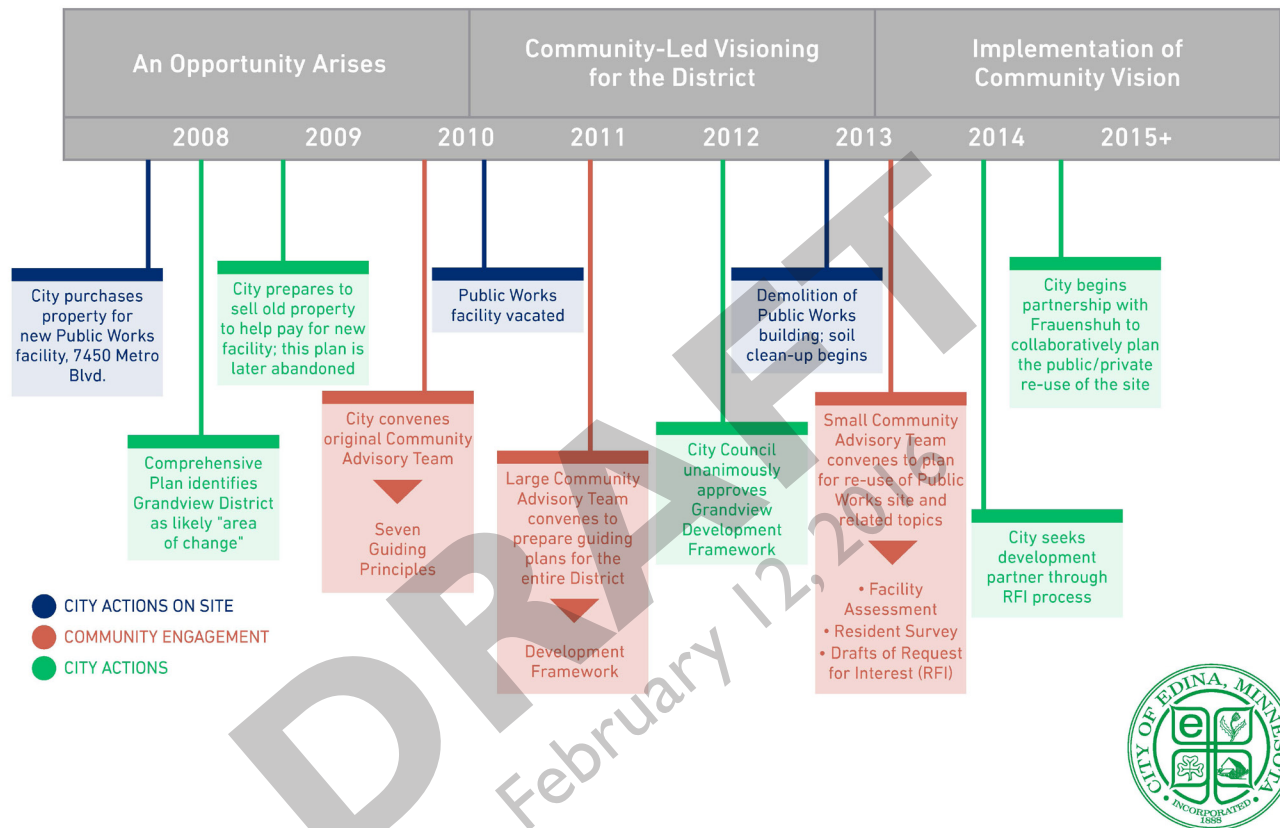 An Opportunity Arises
Community-Led Visioning
for the District
Implementation of
Community Vision
2008
2009
2010
2011
2012
2013
2014
2015+
City purchases
property for
new Public Works
facility, 7450 Metro
Blvd.
Comprehensive
Plan identifies
Grandview District
as likely "area
of change"
City prepares to
sell old property
to help pay for new
facility; this plan is
later abandoned
City convenes
original Community
Advisory Team
Seven
Guiding
Principles
Public Works
facility vacated
Large Community
Advisory Team
convenes to
prepare guiding
plans for the
entire District
Development
Framework
City Council
unanimously
approves
Grandview
Development
Framework
Demolition of
Public Works
building; soil
clean-up begins
Small Community
Advisory Team
convenes to plan
for re-use of Public
Works site and
related topics
• Facility
Assessment
• Resident Survey
• Drafts of Request
for Interest (RFI)
City seeks
development
partner through
RFI process
City begins
partnership with
Frauenshuh to
collaboratively plan
the public/private
re-use of the site
CITY ACTIONS ON SITE
COMMUNITY ENGAGEMENT
CITY ACTIONS
DRAFT
February 12, 2016
CITY OF EDINA, MINNESOTA
e
• INCORPORATED •
1888